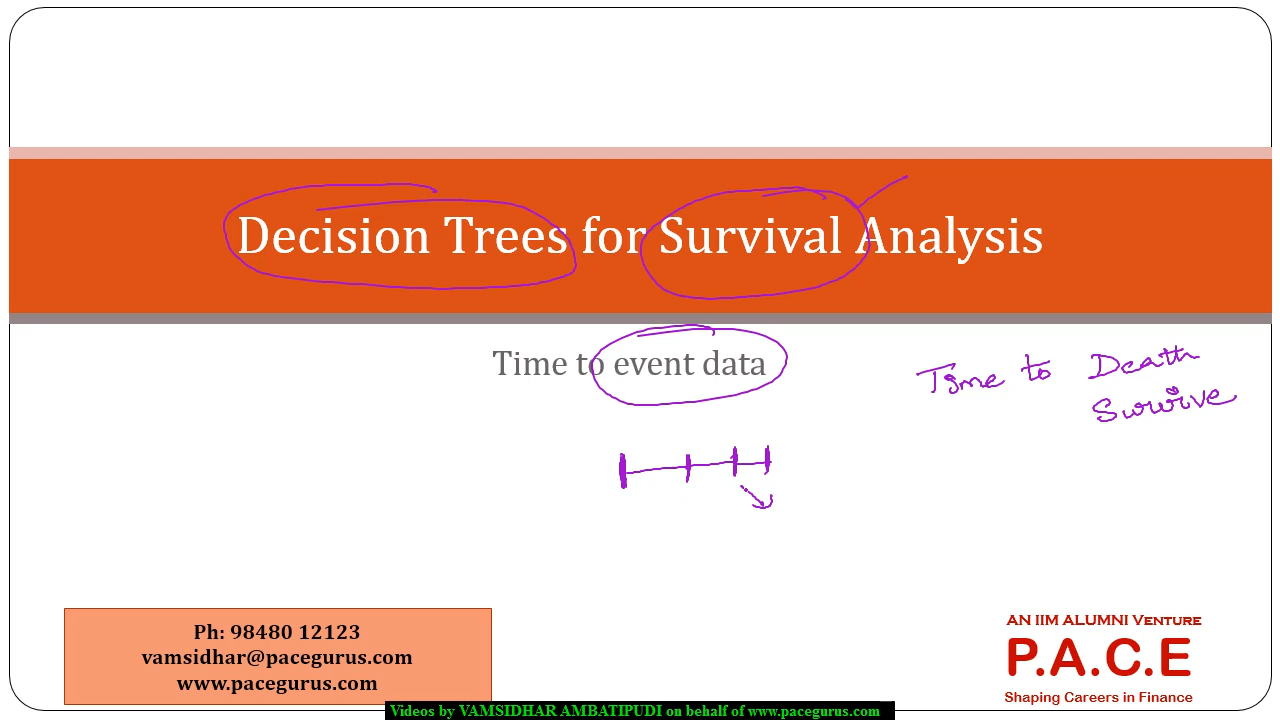 Decision Trees for Survival Analysis
Time to event data
Time to Death
Survive
Ph: 98480 12123
vamsidhar@pacegurus.com
www.pacegurus.com
AN IIM ALUMNI VENTURE
P.A.C.E
Shaping Careers in Finance
Videos by VAMSIDHAR AMBATIPUDI on behalf of www.pacegurus.com